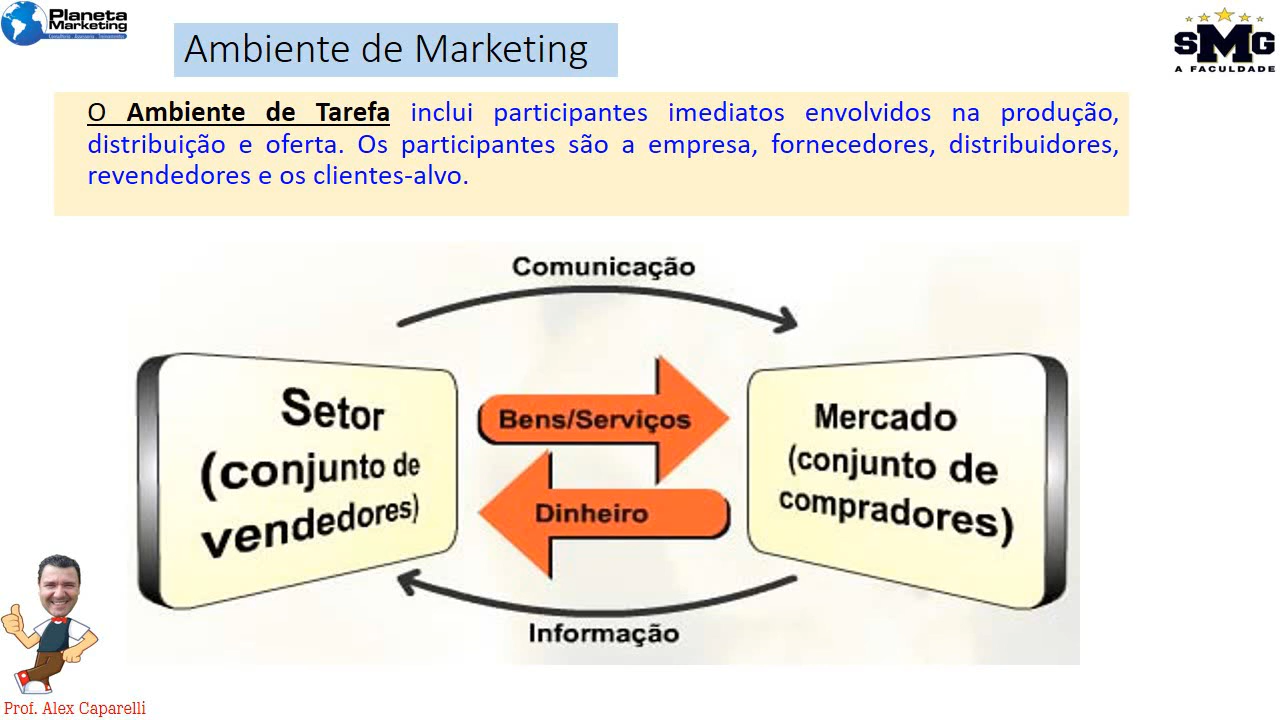 Planeta
Marketing
Ambiente de Marketing
SMG
A FACULDADE
O Ambiente de Tarefa inclui participantes imediatos envolvidos na produção,
distribuição e oferta. Os participantes são a empresa, fornecedores, distribuidores,
revendedores e os clientes-alvo.
Comunicação
Setor
(conjunto de
vendedores)
Bens/Serviços
Dinheiro
Mercado
(conjunto de
compradores)
Informação
Prof. Alex Caparelli